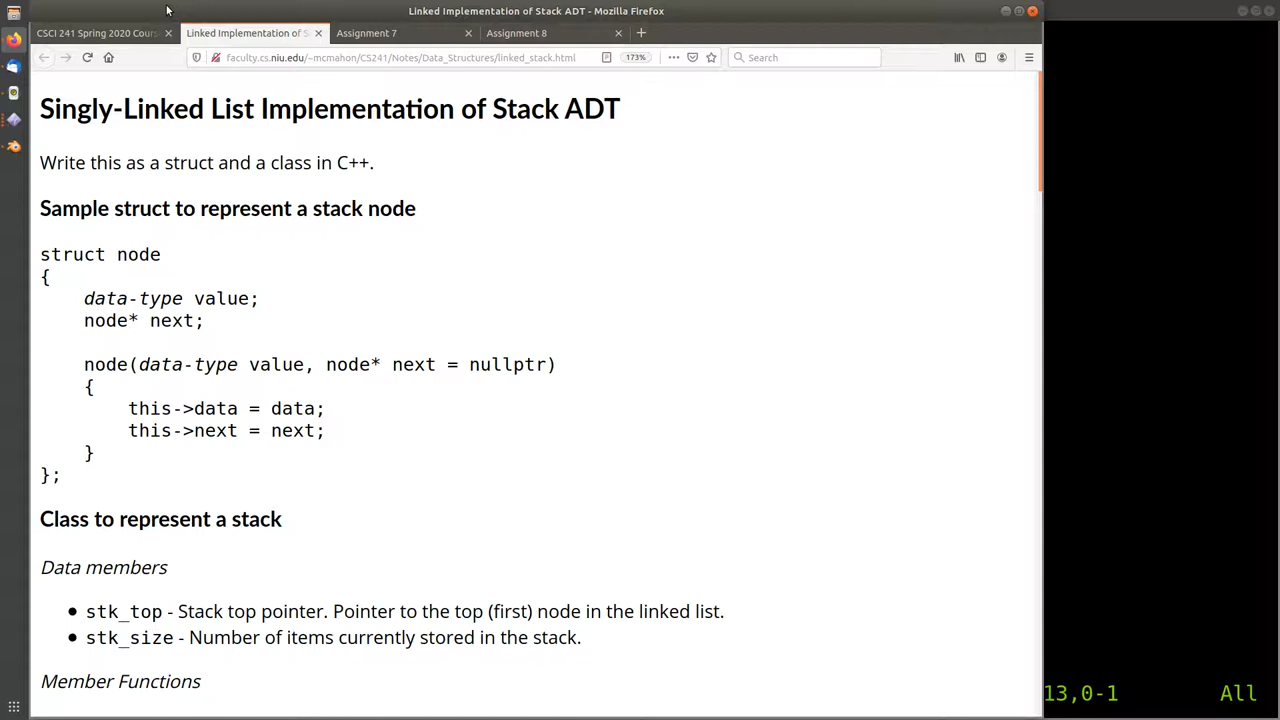 Linked Implementation of Stack ADT - Mozilla Firefox
CSCI 241 Spring 2020 Cour
Linked Implementation of S
Assignment 7
Assignment 8
faculty.cs.niu.edu/~mcmahon/CS241/Notes/Data_Structures/linked_stack.html
173%
Search
Singly-Linked List Implementation of Stack ADT
Write this as a struct and a class in C++.
Sample struct to represent a stack node
struct node
{
data-type value;
node* next;
node(data-type value, node* next = nullptr)
{
this->data = data;
this->next = next;
}
};
Class to represent a stack
Data members
stk_top - Stack top pointer. Pointer to the top (first) node in the linked list.
stk_size - Number of items currently stored in the stack.
Member Functions
13,0-1 All